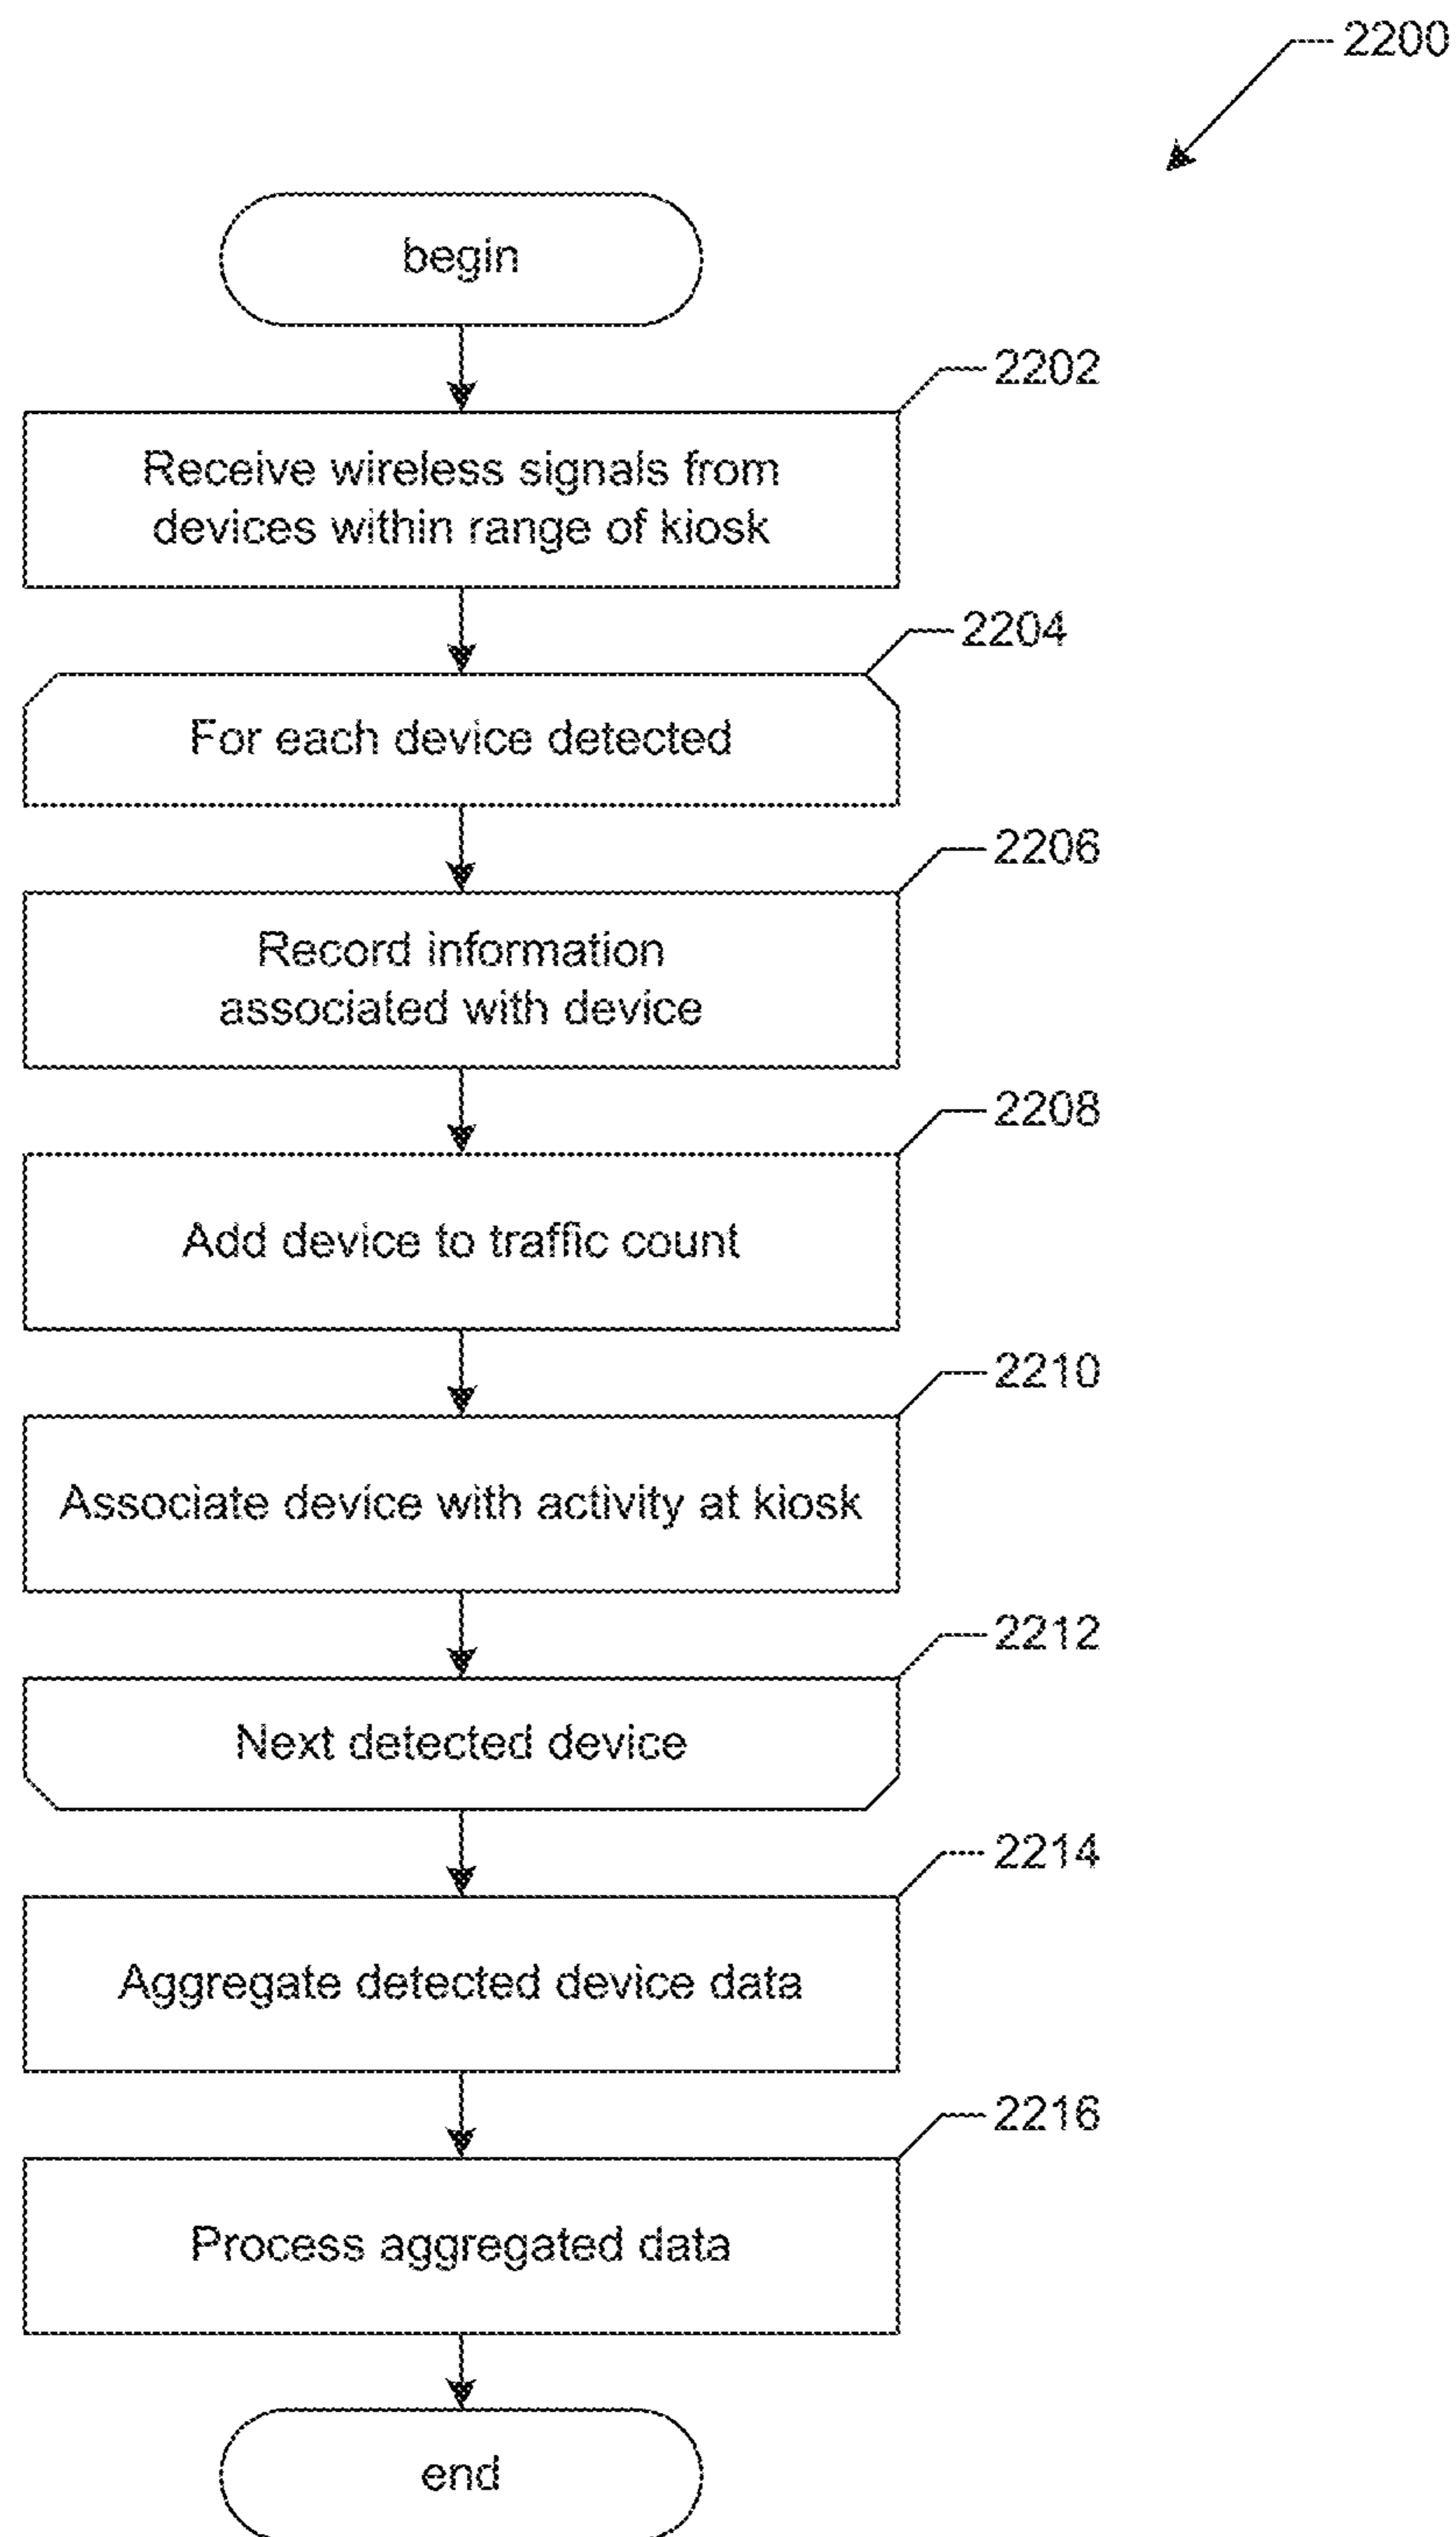 2200
begin
2202
Receive wireless signals from
devices within range of kiosk
2204
For each device detected
2206
Record information
associated with device
2208
Add device to traffic count
2210
Associate device with activity at kiosk
2212
Next detected device
2214
Aggregate detected device data
2216
Process aggregated data
end